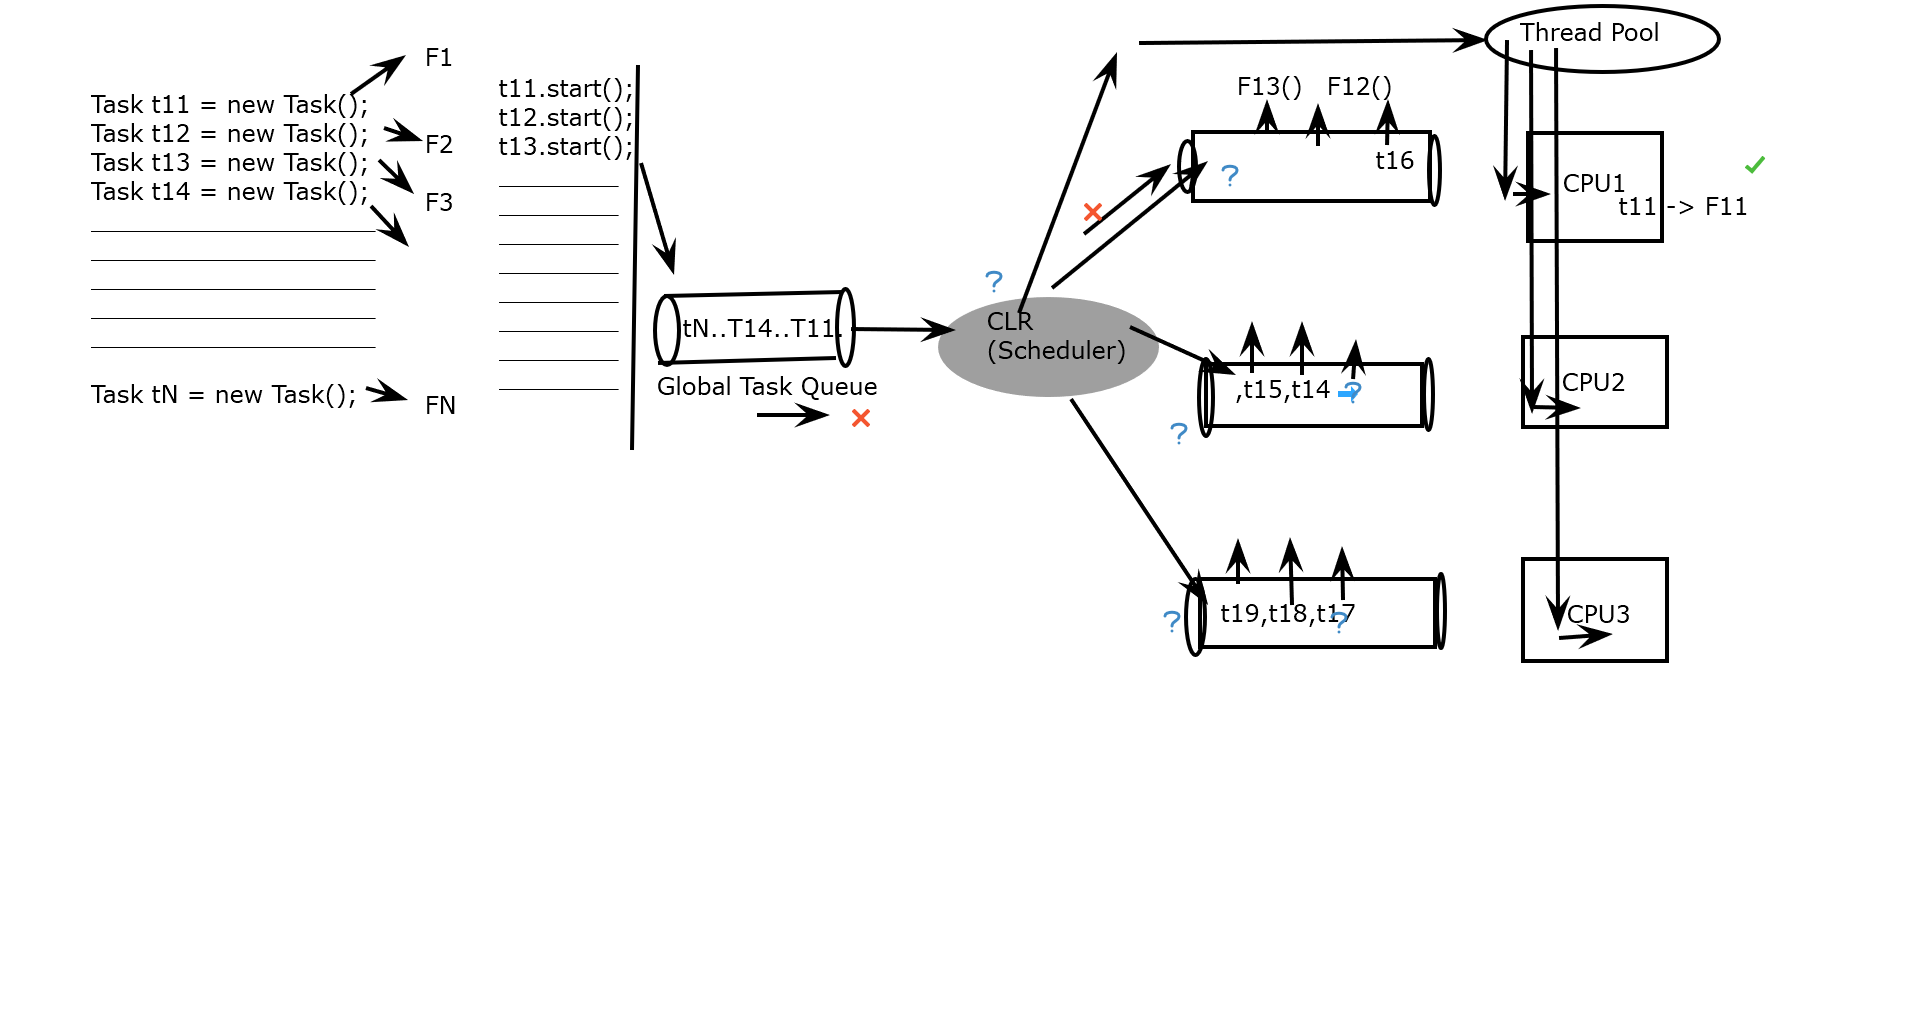 Task t11 = new Task();
Task t12 = new Task();
Task t13 = new Task();
Task t14 = new Task();
Task tN = new Task();
F1
F2
F3
FN
t11.start();
t12.start();
t13.start();
tN..T14..T11.
Global Task Queue
?
CLR
(Scheduler)
F13() F12()
t16
?
,t15,t14
?
?
t19,t18,t17
?
?
Thread Pool
CPU1
t11 -> F11
CPU2
CPU3